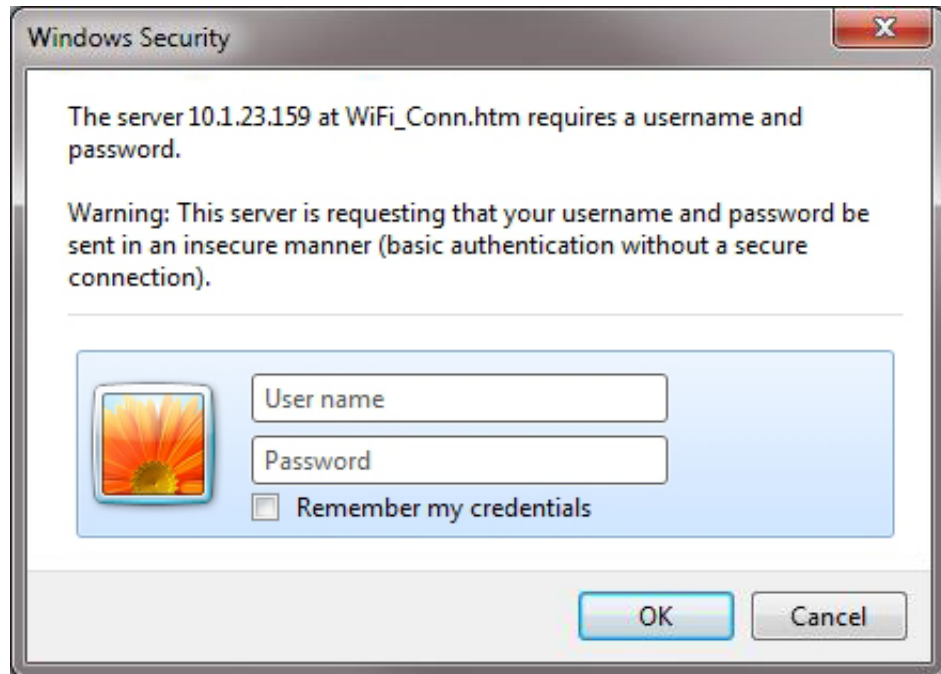 Windows Security
The server 10.1.23.159 at WiFi_Conn.htm requires a username and
password.
Warning: This server is requesting that your username and password be
sent in an insecure manner (basic authentication without a secure
connection).
User name
Password
Remember my credentials
OK
Cancel